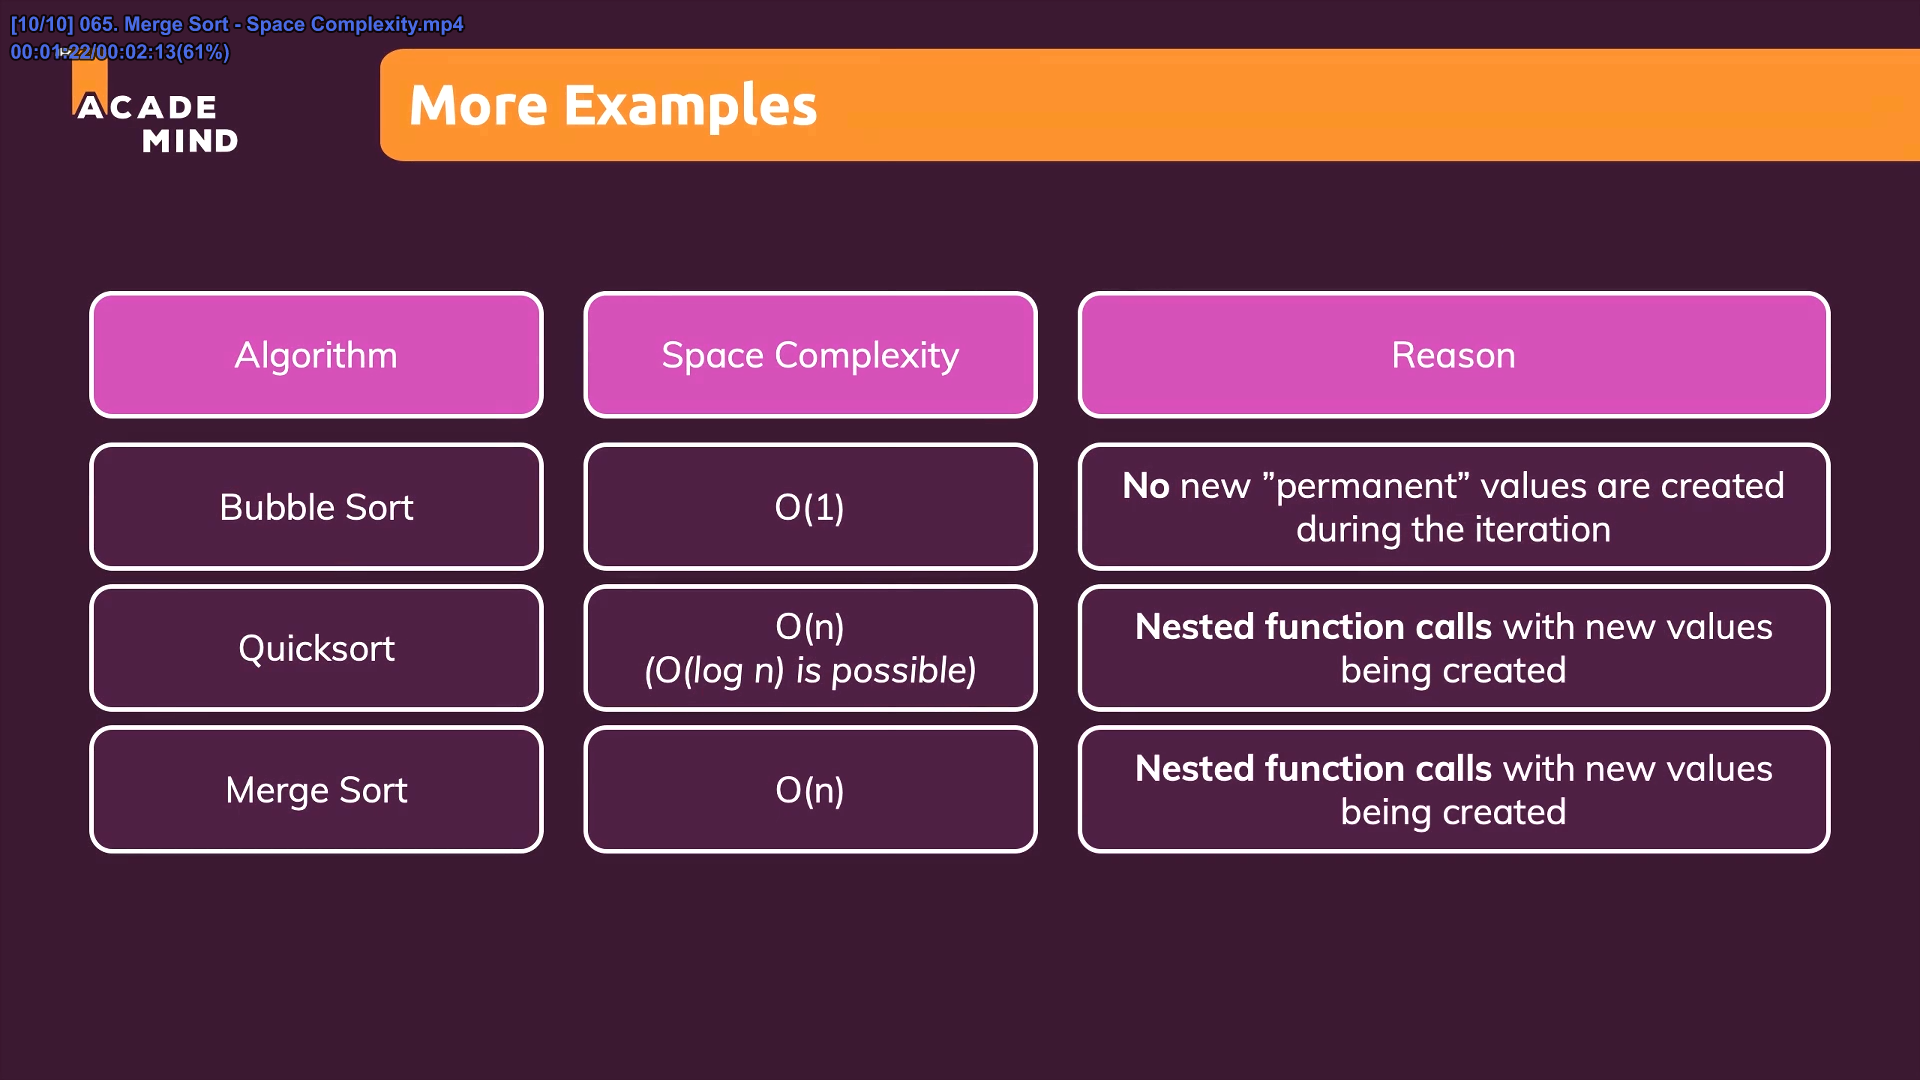 [10/10] 065. Merge Sort - Space Complexity.mp4
00:01:22/00:02:13(61%)
ACADE
MIND
More Examples
Algorithm
Space Complexity
Reason
Bubble Sort
O(1)
No new ”permanent” values are created
during the iteration
Quicksort
O(n)
(O(log n) is possible)
Nested function calls with new values
being created
Merge Sort
O(n)
Nested function calls with new values
being created